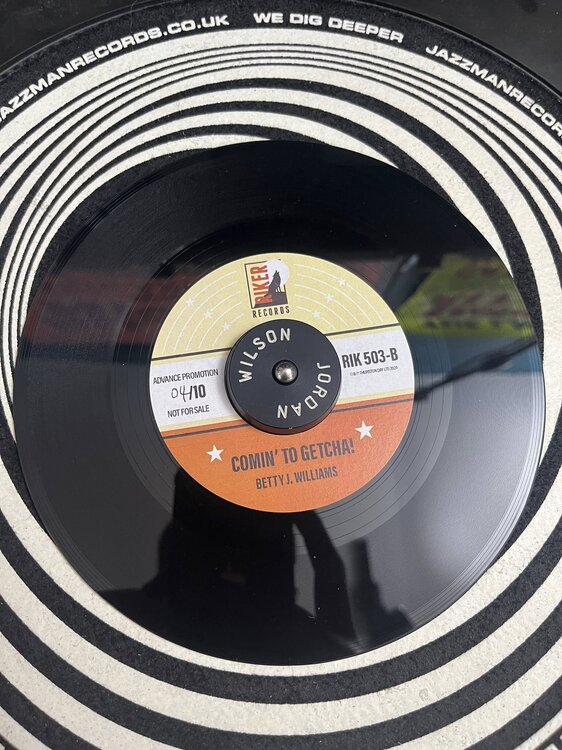 JAZZMANRECORDS.CO.UK WE DIG DEEPER JAZZMANRECOR
RIKER
RECORDS
WILSON
JORDAN
ADVANCE PROMOTION
04/10
NOT FOR SALE
RIK 503-B
COMIN' TO GETCHA!
BETTY J. WILLIAMS